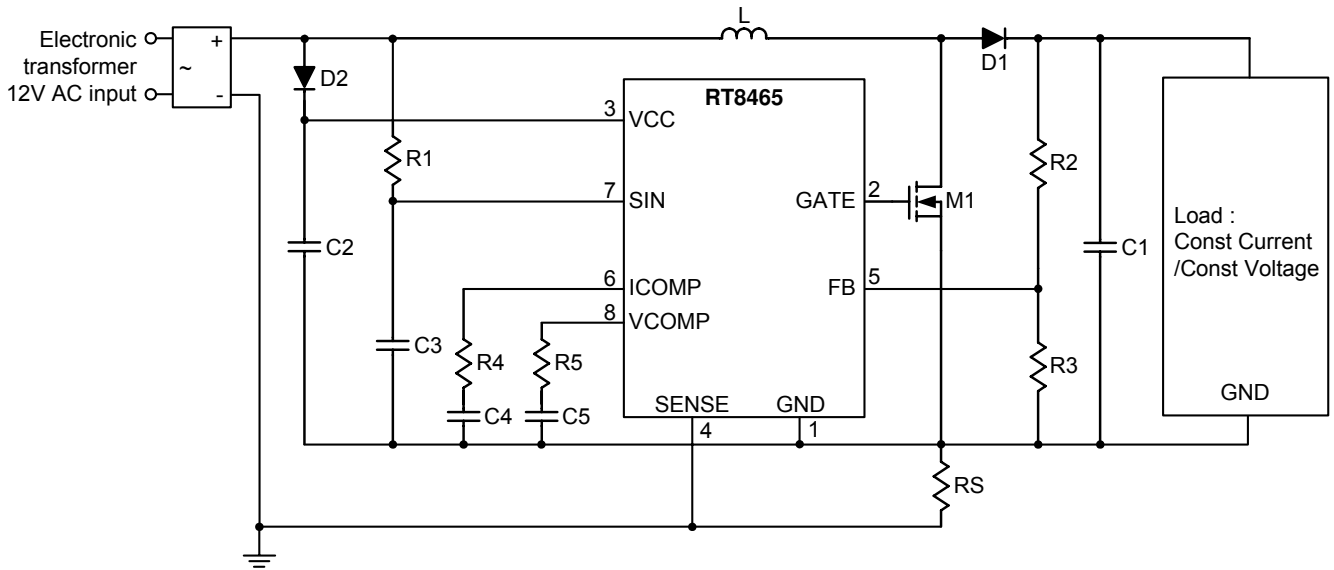 Electronic
transformer
12V AC input
+
~
-
D2
L
D1
RT8465
3
VCC
R1
7
SIN
GATE
2
M1
R2
C2
6
ICOMP
8
VCOMP
FB
5
C1
Load :
Const Current
/Const Voltage
C3
R4
R5
R3
C4
C5
SENSE
GND
4
1
GND
RS